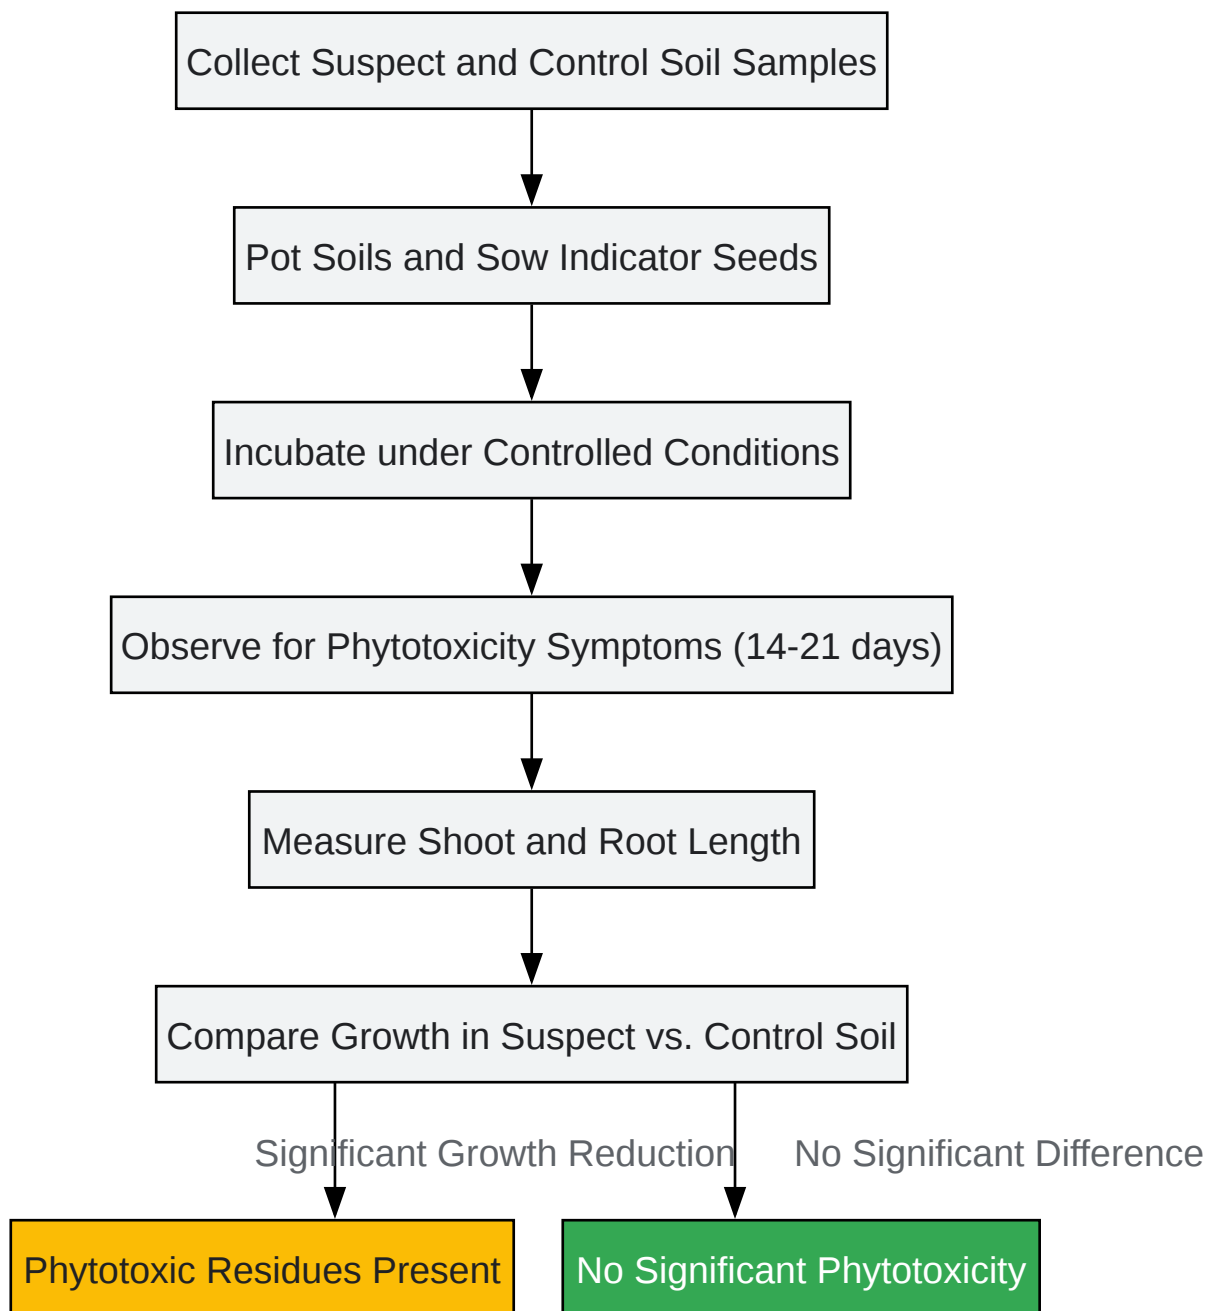 Collect Suspect and Control Soil Samples
Pot Soils and Sow Indicator Seeds
Incubate under Controlled Conditions
Observe for Phytotoxicity Symptoms (14-21 days)
Measure Shoot and Root Length
Compare Growth in Suspect vs. Control Soil
Significant Growth Reduction
No Significant Difference
Phytotoxic Residues Present
No Significant Phytotoxicity